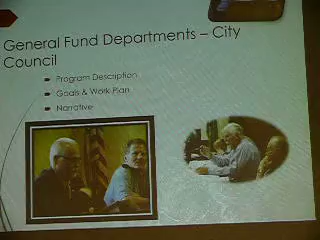 General Fund Departments – City
Council
Program Description
Goals & Work Plan
Narrative